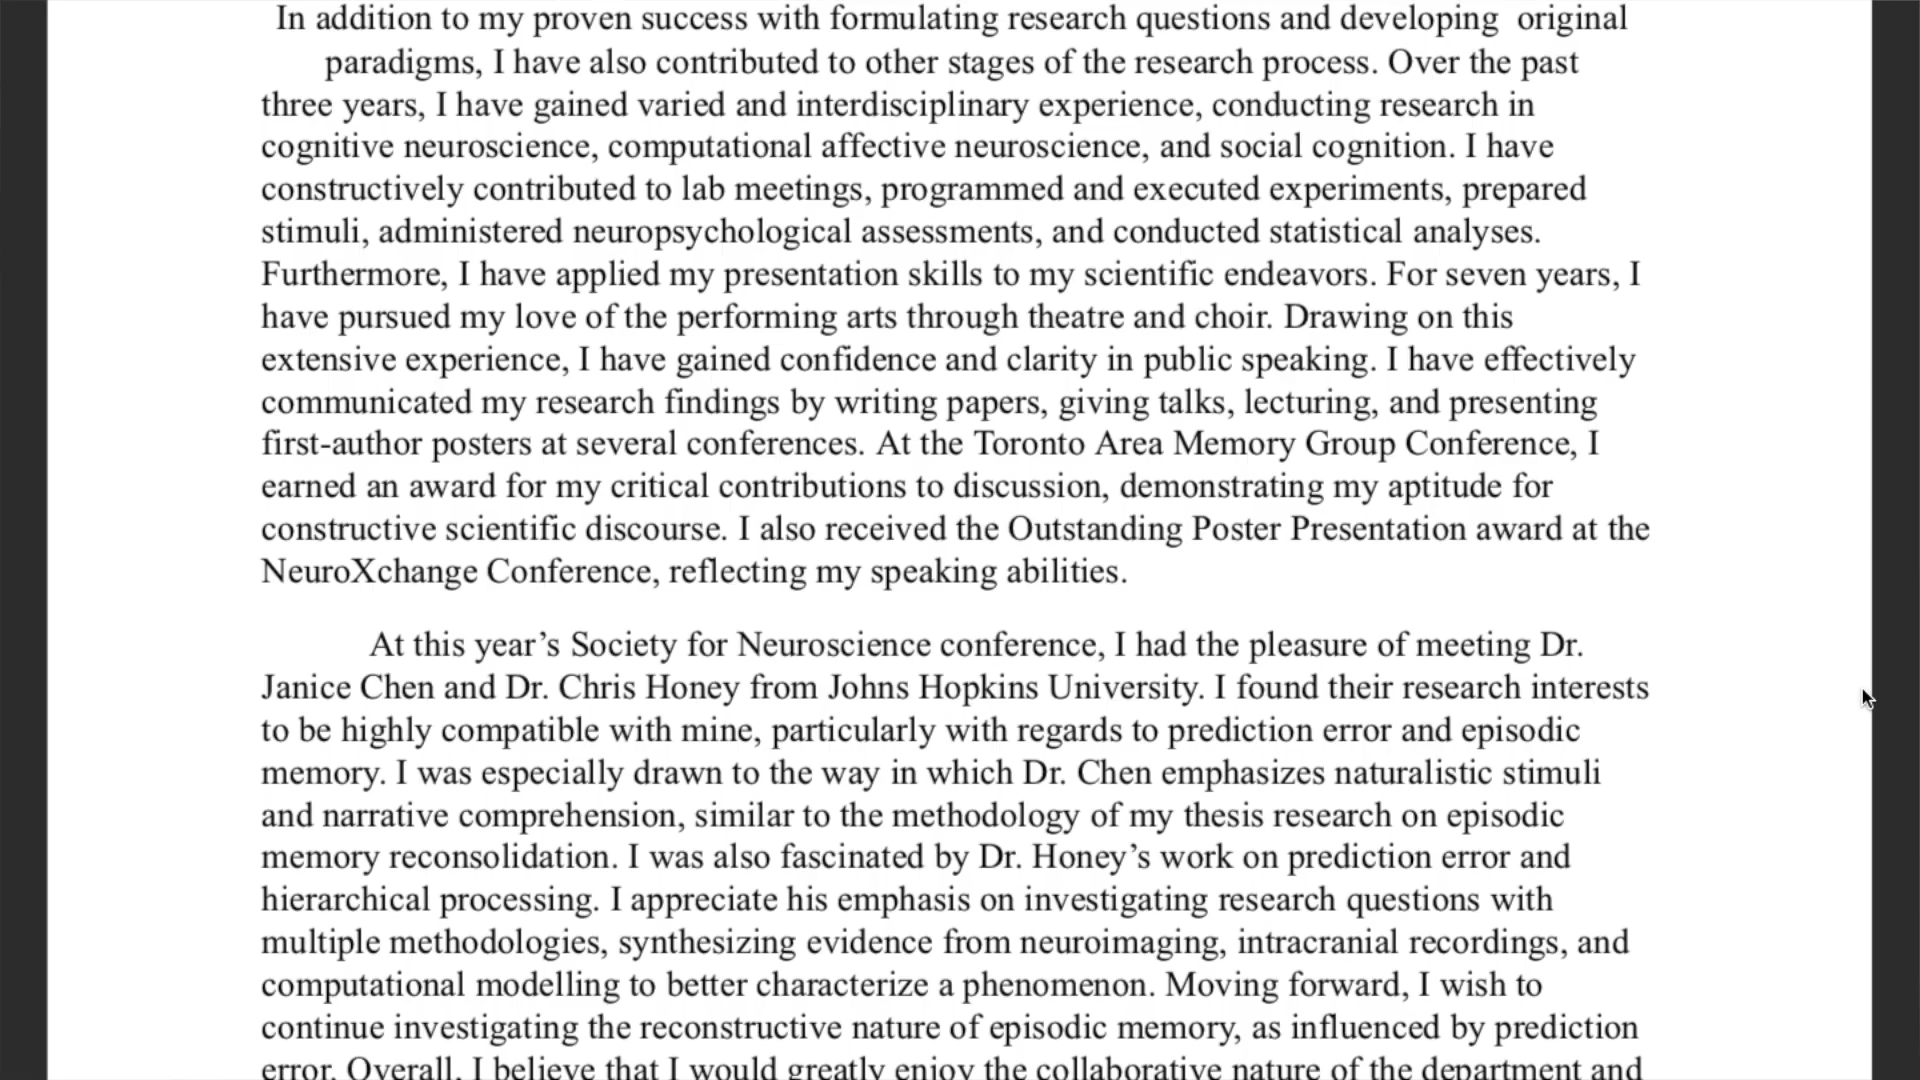 In addition to my proven success with formulating research questions and developing  original
paradigms, I have also contributed to other stages of the research process. Over the past
three years, I have gained varied and interdisciplinary experience, conducting research in
cognitive neuroscience, computational affective neuroscience, and social cognition. I have
constructively contributed to lab meetings, programmed and executed experiments, prepared
stimuli, administered neuropsychological assessments, and conducted statistical analyses.
Furthermore, I have applied my presentation skills to my scientific endeavors. For seven years, I
have pursued my love of the performing arts through theatre and choir. Drawing on this
extensive experience, I have gained confidence and clarity in public speaking. I have effectively
communicated my research findings by writing papers, giving talks, lecturing, and presenting
first-author posters at several conferences. At the Toronto Area Memory Group Conference, I
earned an award for my critical contributions to discussion, demonstrating my aptitude for
constructive scientific discourse. I also received the Outstanding Poster Presentation award at the
NeuroXchange Conference, reflecting my speaking abilities.
At this year’s Society for Neuroscience conference, I had the pleasure of meeting Dr.
Janice Chen and Dr. Chris Honey from Johns Hopkins University. I found their research interests
to be highly compatible with mine, particularly with regards to prediction error and episodic
memory. I was especially drawn to the way in which Dr. Chen emphasizes naturalistic stimuli
and narrative comprehension, similar to the methodology of my thesis research on episodic
memory reconsolidation. I was also fascinated by Dr. Honey’s work on prediction error and
hierarchical processing. I appreciate his emphasis on investigating research questions with
multiple methodologies, synthesizing evidence from neuroimaging, intracranial recordings, and
computational modelling to better characterize a phenomenon. Moving forward, I wish to
continue investigating the reconstructive nature of episodic memory, as influenced by prediction
error. Overall, I believe that I would greatly enjoy the collaborative nature of the department and